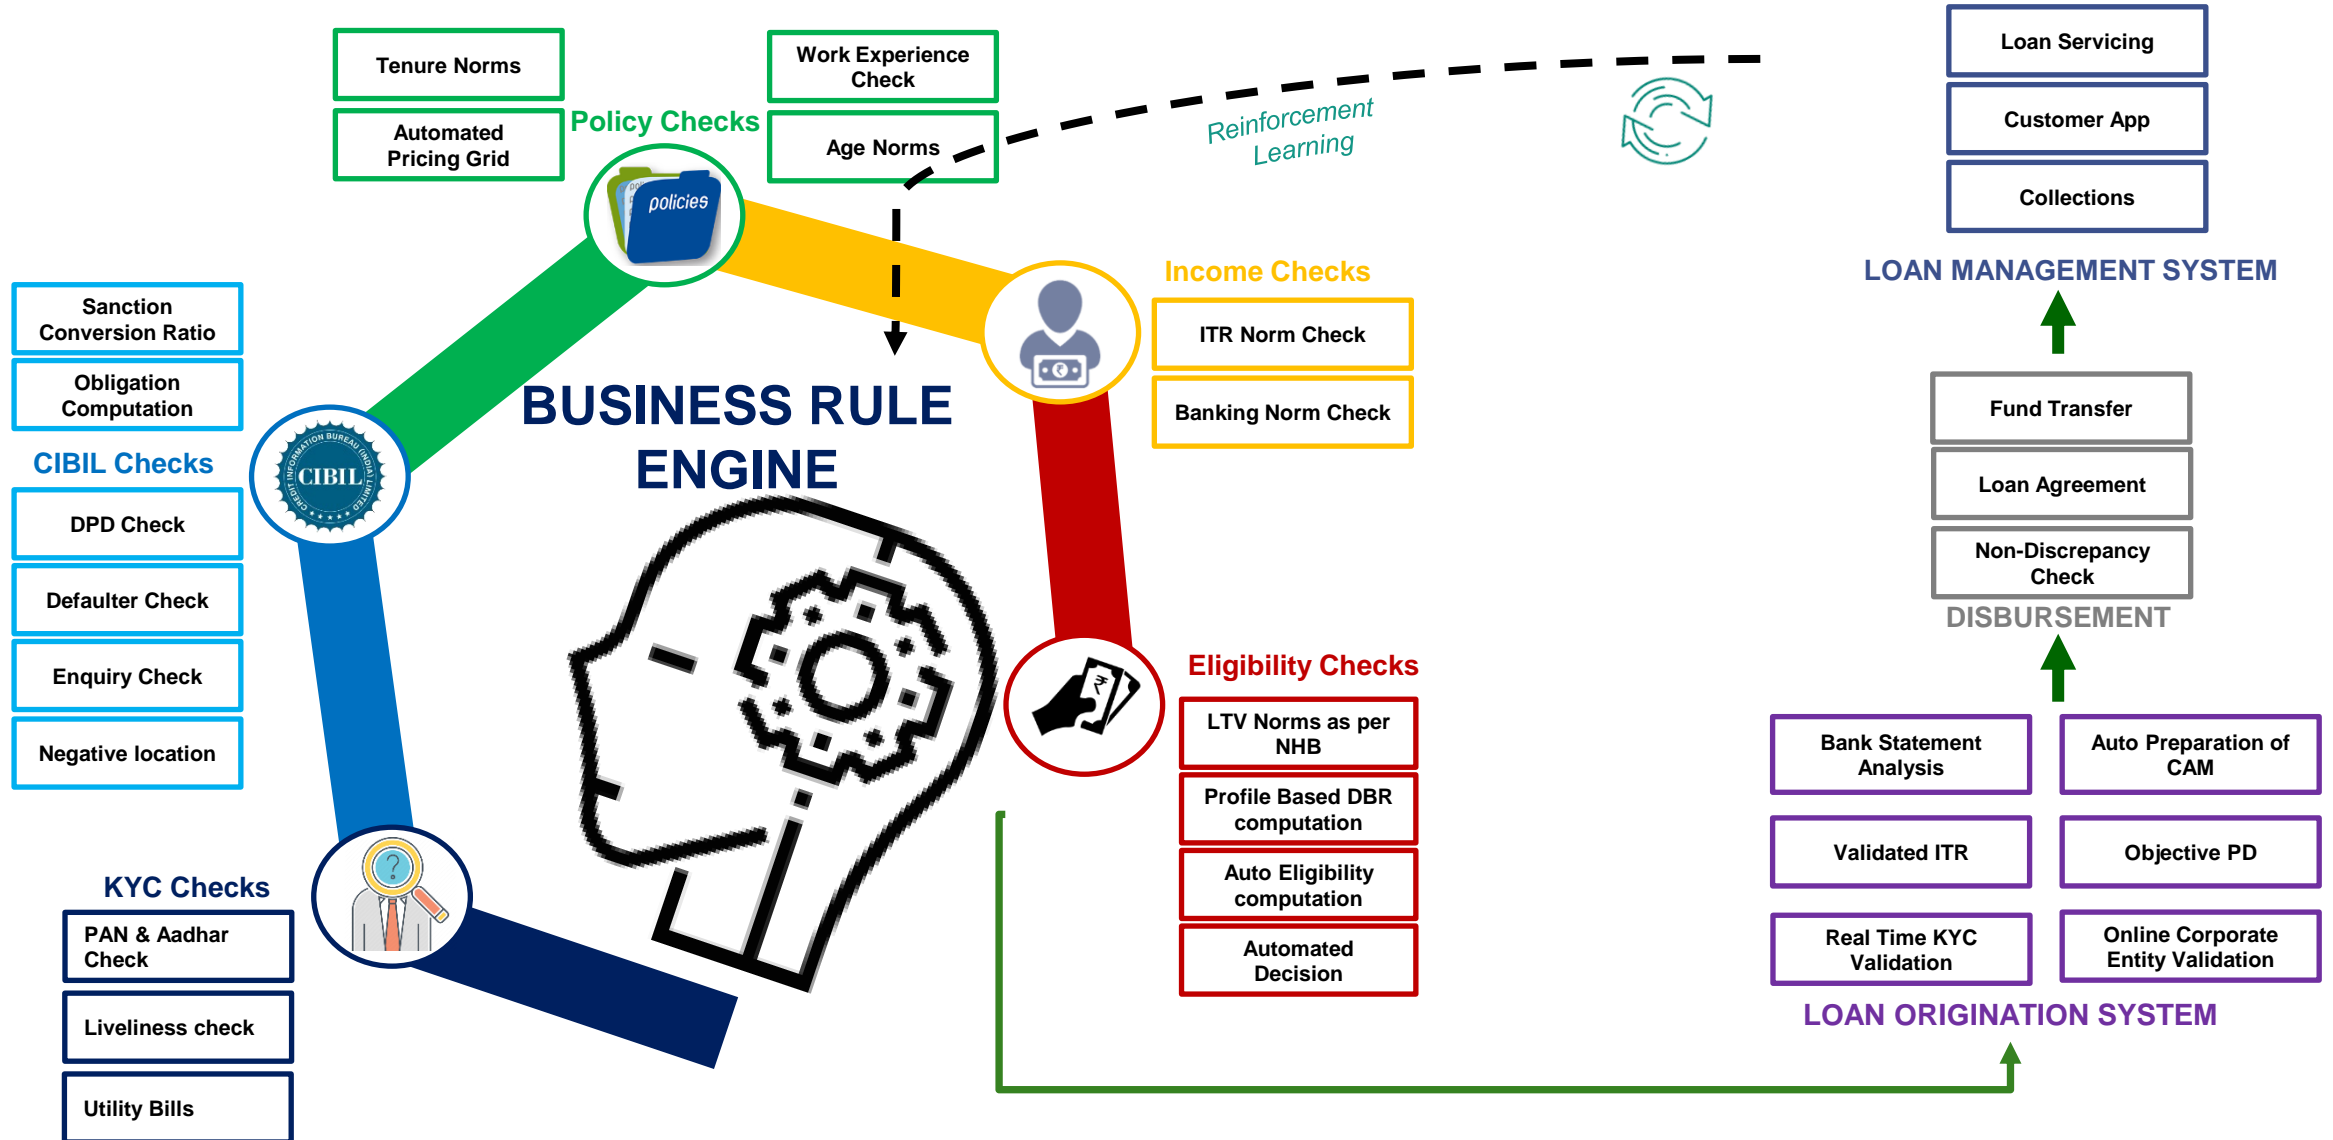 Tenure Norms
Automated
Pricing Grid
Policy Checks
Work Experience
Check
Age Norms
policies
Reinforcement
Learning
Loan Servicing
Customer App
Collections
LOAN MANAGEMENT SYSTEM
Sanction
Conversion Ratio
Obligation
Computation
CIBIL Checks
DPD Check
Defaulter Check
Enquiry Check
Negative location
CREDIT INFORMATION BUREAU (INDIA) LIMITED
CIBIL
BUSINESS RULE
ENGINE
Income Checks
ITR Norm Check
Banking Norm Check
₹
Fund Transfer
Loan Agreement
Non-Discrepancy
Check
DISBURSEMENT
Eligibility Checks
₹
LTV Norms as per
NHB
Profile Based DBR
computation
Auto Eligibility
computation
Automated
Decision
Bank Statement
Analysis
Auto Preparation of
CAM
Validated ITR
Objective PD
Real Time KYC
Validation
Online Corporate
Entity Validation
LOAN ORIGINATION SYSTEM
KYC Checks
?
PAN & Aadhar
Check
Liveliness check
Utility Bills